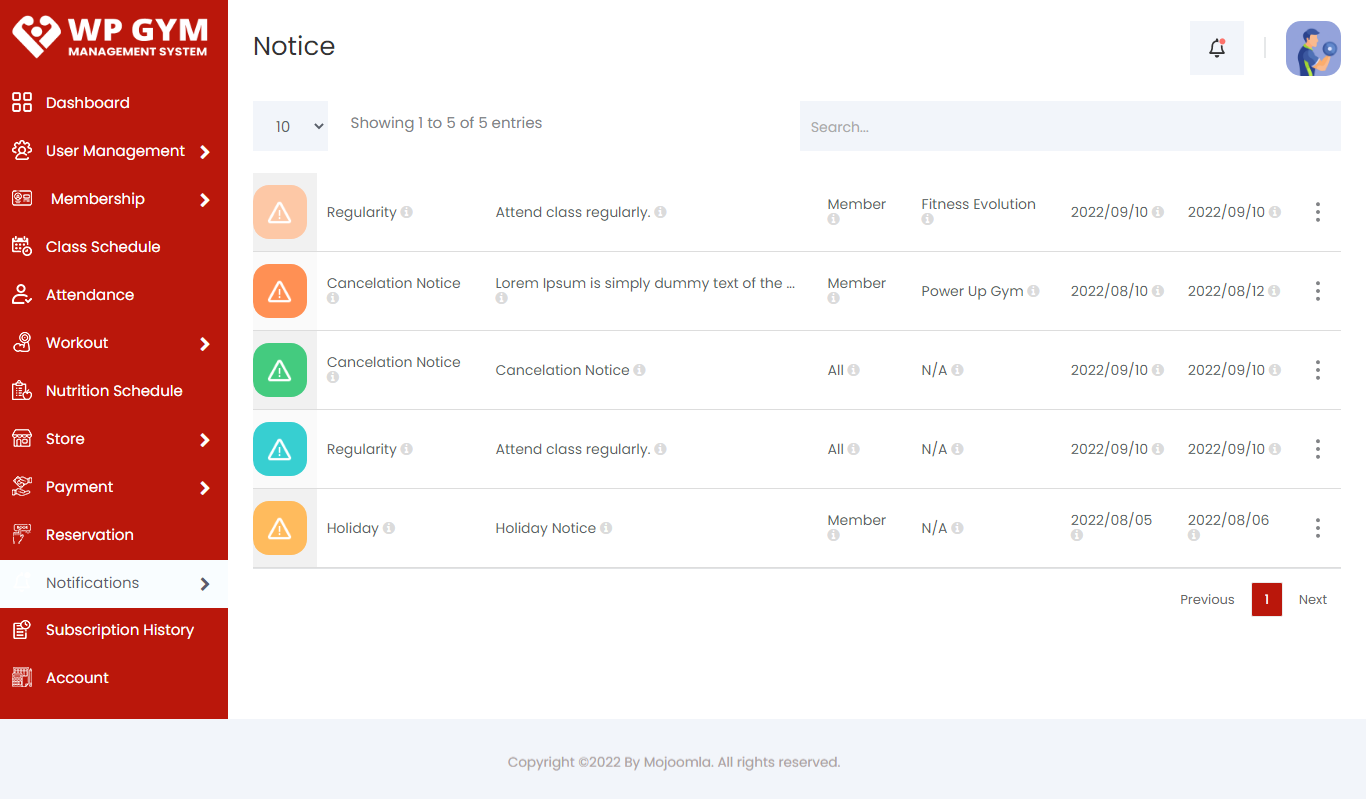 WP GYM
MANAGEMENT SYSTEM
Dashboard
User Management
Membership
Class Schedule
Attendance
Workout
Nutrition Schedule
Store
Payment
Reservation
Notifications
Subscription History
Account
Notice
10
Showing 1 to 5 of 5 entries
Search...
Regularity Attend class regularly. Member Fitness Evolution 2022/09/10 2022/09/10
Cancelation Notice Lorem Ipsum is simply dummy text of the ... Member Power Up Gym 2022/08/10 2022/08/12
Cancelation Notice Cancelation Notice All N/A 2022/09/10 2022/09/10
Regularity Attend class regularly. All N/A 2022/09/10 2022/09/10
Holiday Holiday Notice Member N/A 2022/08/05 2022/08/06
Previous 1 Next
Copyright ©2022 By Mojoomla. All rights reserved.